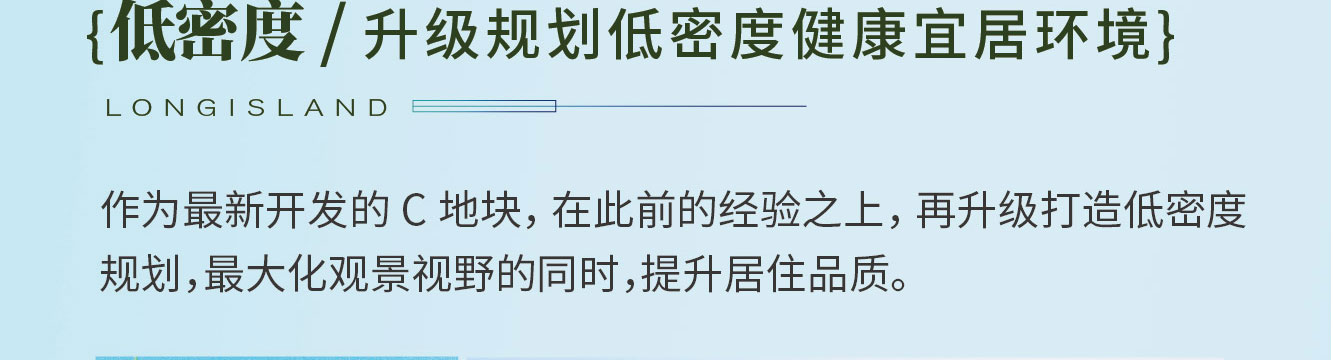 {低密度 / 升级规划低密度健康宜居环境}
LONGISLAND
作为最新开发的 C 地块，在此前的经验之上，再升级打造低密度
规划，最大化观景视野的同时，提升居住品质。